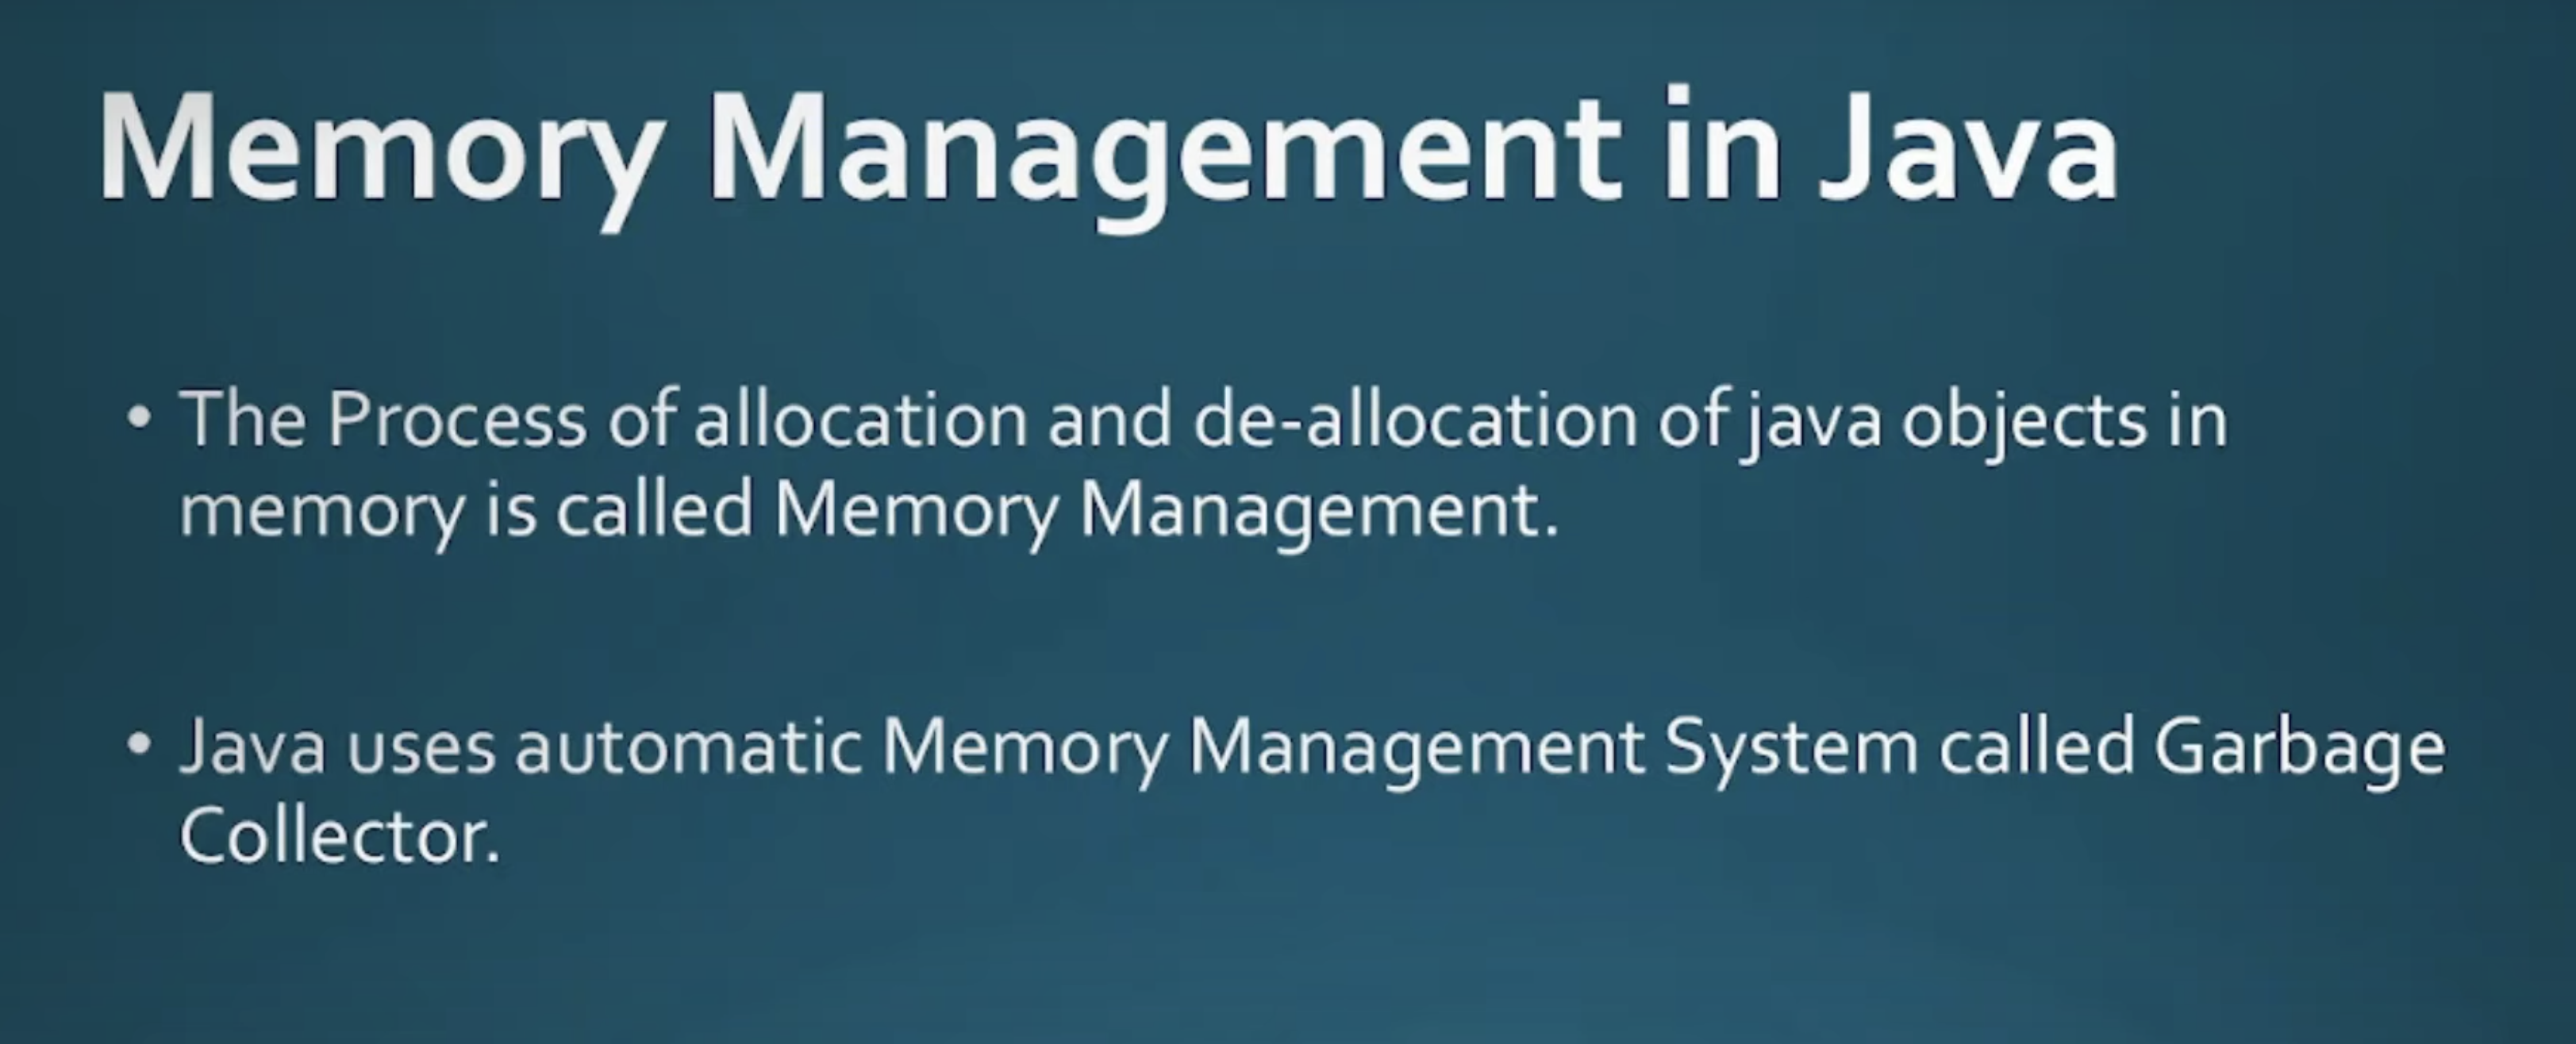 Memory Management in Java
• The Process of allocation and de-allocation of java objects in
memory is called Memory Management.
• Java uses automatic Memory Management System called Garbage
Collector.